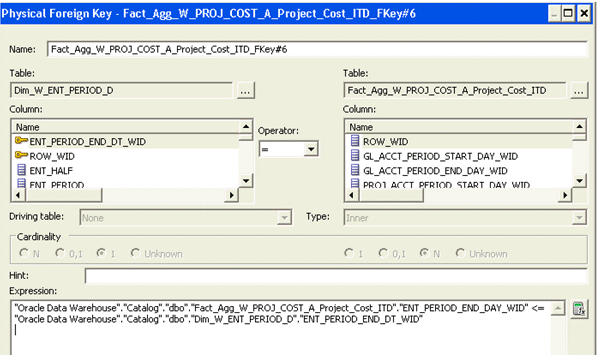 Physical Foreign Key - Fact_Agg_W_PROJ_COST_A_Project_Cost_ITD_FKey#6
Name: Fact_Agg_W_PROJ_COST_A_Project_Cost_ITD_FKey#6
Table: Table:
Dim_W_ENT_PERIOD_D ... Fact_Agg_W_PROJ_COST_A_Project_Cost_ITD ...
Column: Operator: Column:
Name = Name
ENT_PERIOD_END_DT_WID ROW_WID
ROW_WID GL_ACCT_PERIOD_START_DAY_WID
ENT_HALF GL_ACCT_PERIOD_END_DAY_WID
ENT_PERIOD PROJ_ACCT_PERIOD_START_DAY_WID
Driving table: None Type: Inner
Cardinality
N 0,1 1 Unknown 0,1 1 N Unknown
Hint:
Expression:
"Oracle Data Warehouse"."Catalog"."dbo"."Fact_Agg_W_PROJ_COST_A_Project_Cost_ITD"."ENT_PERIOD_END_DAY_WID" <=
"Oracle Data Warehouse"."Catalog"."dbo"."Dim_W_ENT_PERIOD_D"."ENT_PERIOD_END_DT_WID"